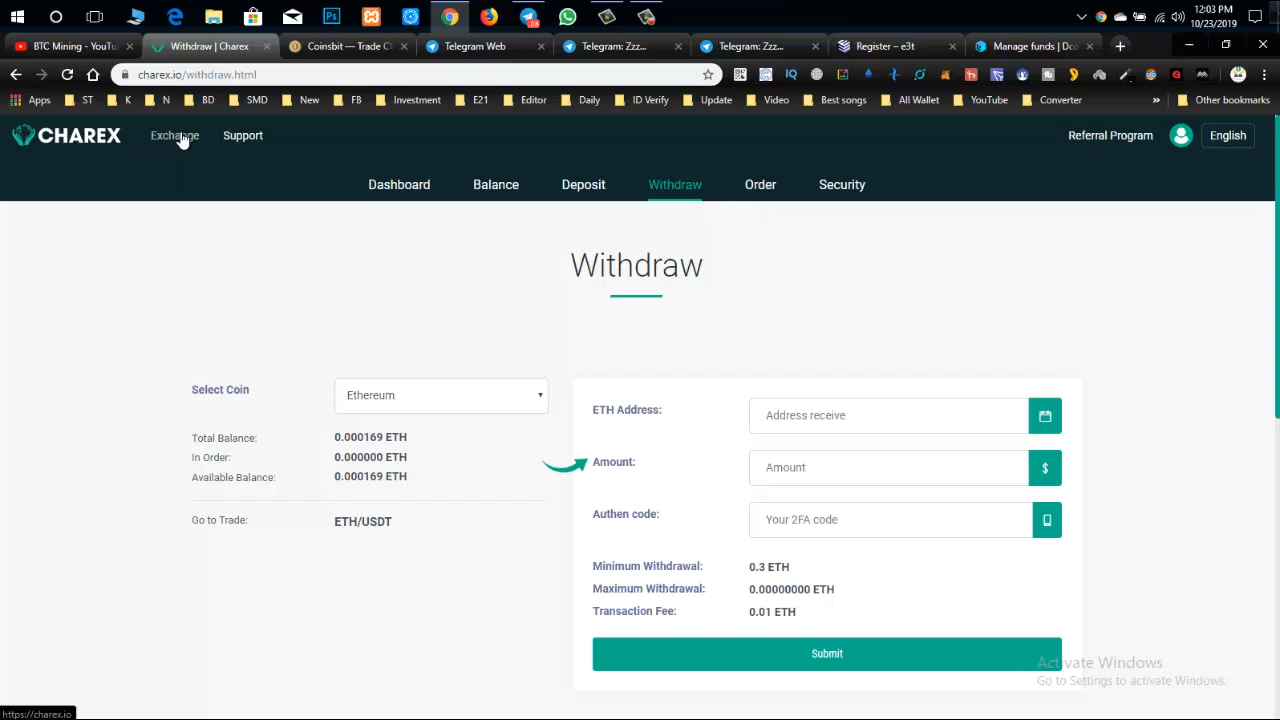 12:03 PM
10/23/2019
BTC Mining - YouTu
Withdraw | Charex
Coinsbit — Trade C
Telegram Web
Telegram: Zzz...
Telegram: Zzz...
Register – e3t
Manage funds | Dco
charex.io/withdraw.html
Apps ST K N BD SMD New FB Investment E21 Editor Daily ID Verify Update Video Best songs All Wallet YouTube Converter » Other bookmarks
CHAREX Exchange Support Referral Program English
Dashboard Balance Deposit Withdraw Order Security
Withdraw
Select Coin Ethereum
Total Balance: 0.000169 ETH
In Order: 0.000000 ETH
Available Balance: 0.000169 ETH
Go to Trade: ETH/USDT
ETH Address: Address receive
Amount: Amount $
Authen code: Your 2FA code
Minimum Withdrawal: 0.3 ETH
Maximum Withdrawal: 0.00000000 ETH
Transaction Fee: 0.01 ETH
Submit
Activate Windows
Go to Settings to activate Windows.
https://charex.io